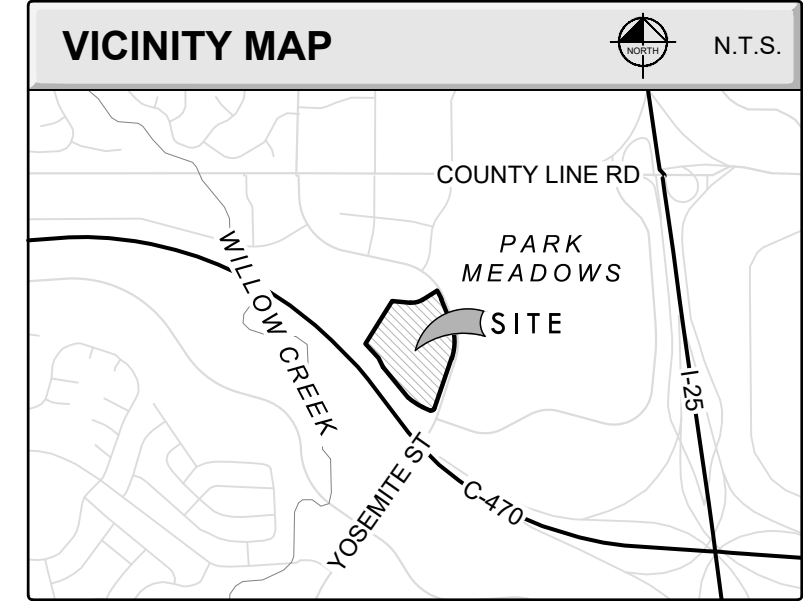 VICINITY MAP
NORTH
N.T.S.
COUNTY LINE RD
PARK
MEADOWS
WILLOW CREEK
SITE
I-25
YOSEMITE ST
C-470